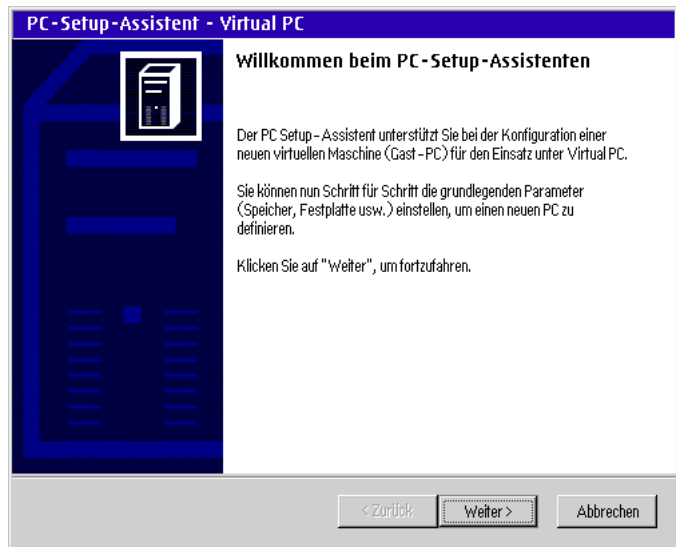 PC-Setup-Assistent - Virtual PC
Willkommen beim PC-Setup-Assistenten
Der PC Setup-Assistent unterstützt Sie bei der Konfiguration einer
neuen virtuellen Maschine (Gast-PC) für den Einsatz unter Virtual PC.
Sie können nun Schritt für Schritt die grundlegenden Parameter
(Speicher, Festplatte usw.) einstellen, um einen neuen PC zu
definieren.
Klicken Sie auf "Weiter", um fortzufahren.
< Zurück
Weiter >
Abbrechen